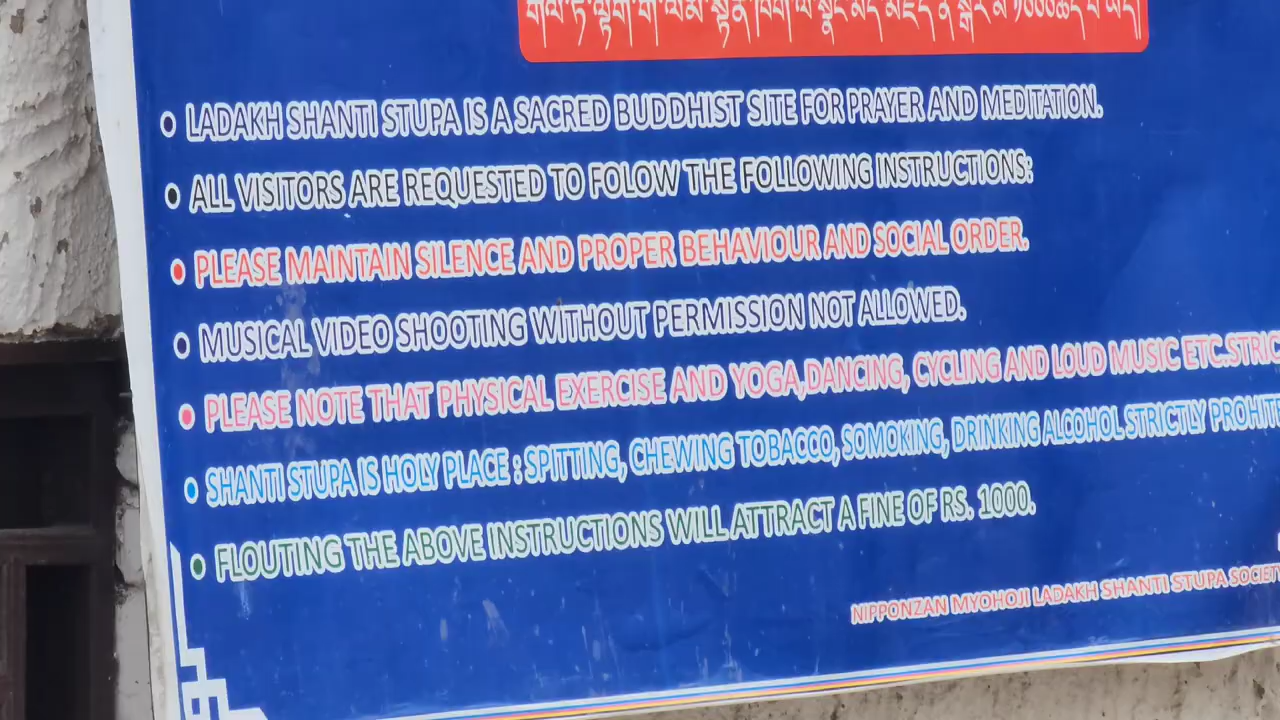 • LADAKH SHANTI STUPA IS A SACRED BUDDHIST SITE FOR PRAYER AND MEDITATION.
• ALL VISITORS ARE REQUESTED TO FOLOW THE FOLLOWING INSTRUCTIONS:
• PLEASE MAINTAIN SILENCE AND PROPER BEHAVIOUR AND SOCIAL ORDER.
• MUSICAL VIDEO SHOOTING WITHOUT PERMISSION NOT ALLOWED.
• PLEASE NOTE THAT PHYSICAL EXERCISE AND YOGA,DANCING, CYCLING AND LOUD MUSIC ETC.STRIC
• SHANTI STUPA IS HOLY PLACE : SPITTING, CHEWING TOBACCO, SOMOKING, DRINKING ALCOHOL STRICTLY PROHITE
• FLOUTING THE ABOVE INSTRUCTIONS WILL ATTRACT A FINE OF RS. 1000.
NIPPONZAN MYOHOJI LADAKH SHANTI STUPA SOCIETY